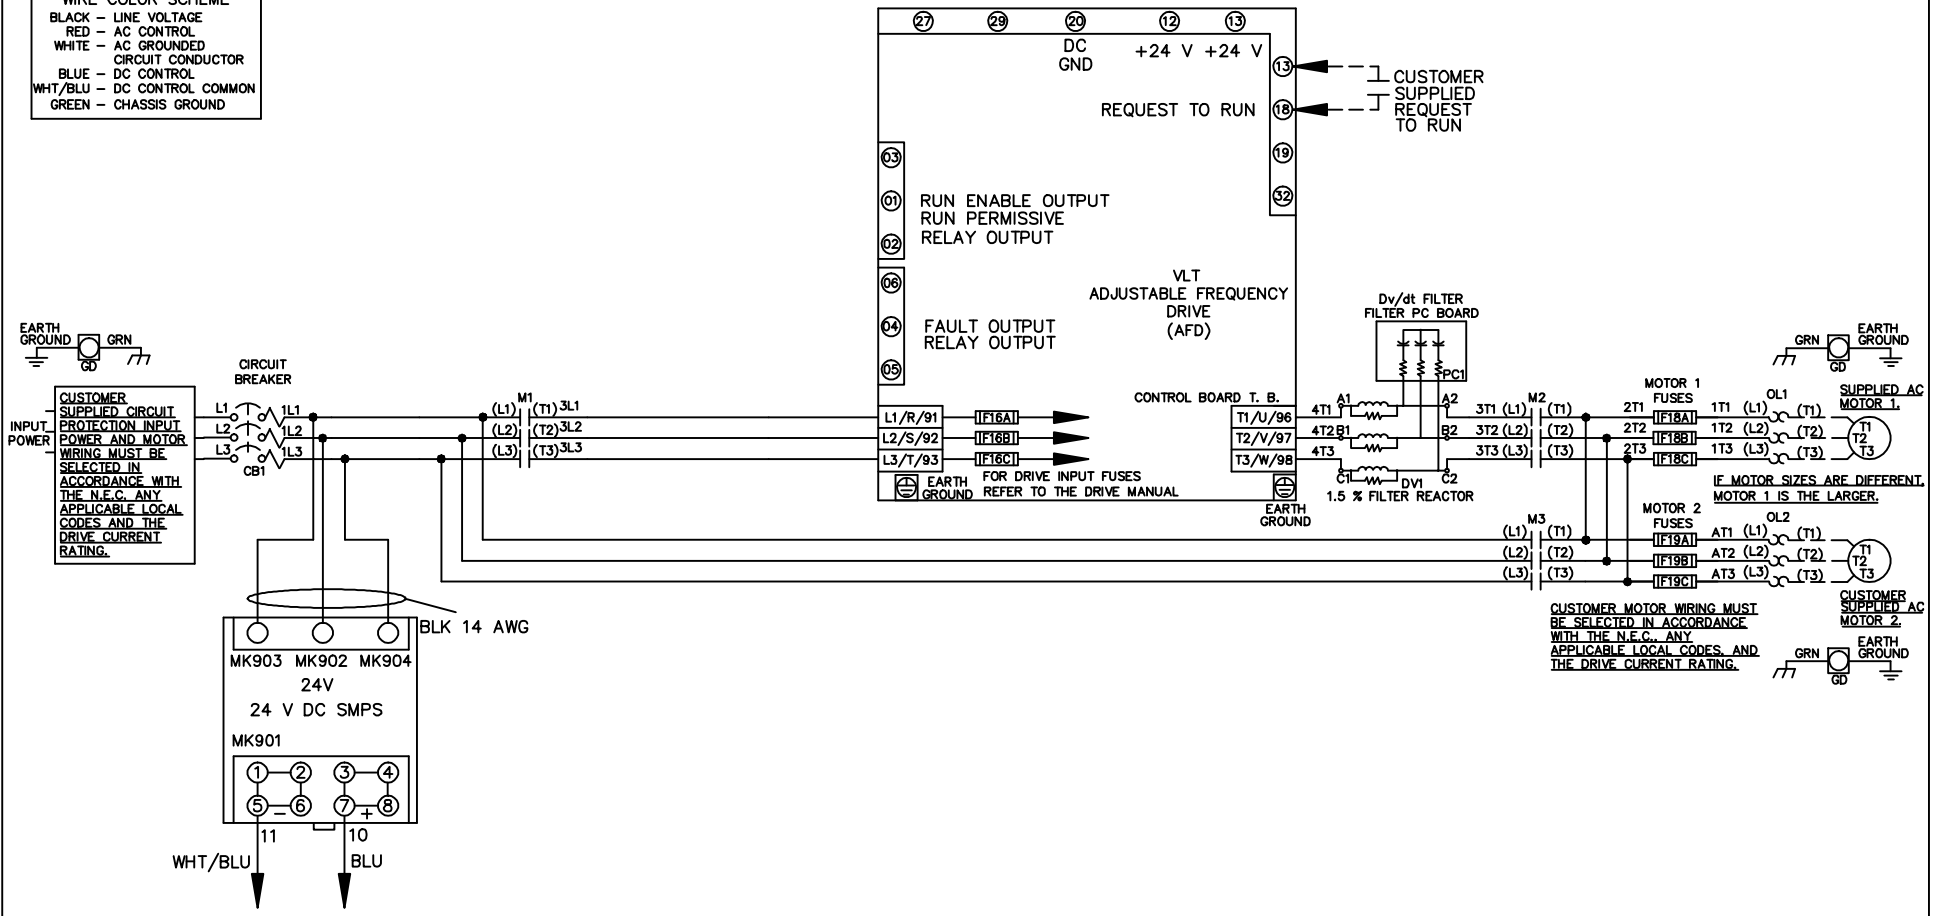 WIRE COLOR SCHEME
BLACK – LINE VOLTAGE
RED – AC CONTROL
WHITE – AC GROUNDED
CIRCUIT CONDUCTOR
BLUE – DC CONTROL
WHT/BLU – DC CONTROL COMMON
GREEN – CHASSIS GROUND
27 29 20 12 13
DC
GND
+24 V +24 V
13
18
19
32
REQUEST TO RUN
CUSTOMER
SUPPLIED
REQUEST
TO RUN
03
01
02
RUN ENABLE OUTPUT
RUN PERMISSIVE
RELAY OUTPUT
06
04
05
FAULT OUTPUT
RELAY OUTPUT
VLT
ADJUSTABLE FREQUENCY
DRIVE
(AFD)
CONTROL BOARD T. B.
L1/R/91
L2/S/92
L3/T/93
F16A
F16B
F16C
EARTH
GROUND
FOR DRIVE INPUT FUSES
REFER TO THE DRIVE MANUAL
T1/U/96
T2/V/97
T3/W/98
EARTH
GROUND
EARTH
GROUND
GRN
GD
INPUT
POWER
CUSTOMER
SUPPLIED CIRCUIT
PROTECTION INPUT
POWER AND MOTOR
WIRING MUST BE
SELECTED IN
ACCORDANCE WITH
THE N.E.C. ANY
APPLICABLE LOCAL
CODES AND THE
DRIVE CURRENT
RATING.
CIRCUIT
BREAKER
L1 1L1
L2 1L2
L3 1L3
CB1
M1
(L1) (T1) 3L1
(L2) (T2) 3L2
(L3) (T3) 3L3
Dv/dt FILTER
FILTER PC BOARD
PC1
4T1 A1 A2
4T2 B1 B2
4T3 C1 C2
DV1
1.5 % FILTER REACTOR
M2
3T1 (L1) (T1)
3T2 (L2) (T2)
3T3 (L3) (T3)
MOTOR 1
FUSES
2T1 F18A 1T1 (L1) (T1)
2T2 F18B 1T2 (L2) (T2)
2T3 F18C 1T3 (L3) (T3)
OL1
T1
T2
T3
GRN
GD
EARTH
GROUND
SUPPLIED AC
MOTOR 1.
IF MOTOR SIZES ARE DIFFERENT,
MOTOR 1 IS THE LARGER.
M3
(L1) (T1)
(L2) (T2)
(L3) (T3)
MOTOR 2
FUSES
F19A AT1 (L1) (T1)
F19B AT2 (L2) (T2)
F19C AT3 (L3) (T3)
OL2
T1
T2
T3
CUSTOMER
SUPPLIED AC
MOTOR 2.
CUSTOMER MOTOR WIRING MUST
BE SELECTED IN ACCORDANCE
WITH THE N.E.C., ANY
APPLICABLE LOCAL CODES, AND
THE DRIVE CURRENT RATING.
GRN
GD
EARTH
GROUND
BLK 14 AWG
MK903 MK902 MK904
24V
24 V DC SMPS
MK901
1 2 3 4
5 – 6 7 + 8
11 10
WHT/BLU BLU